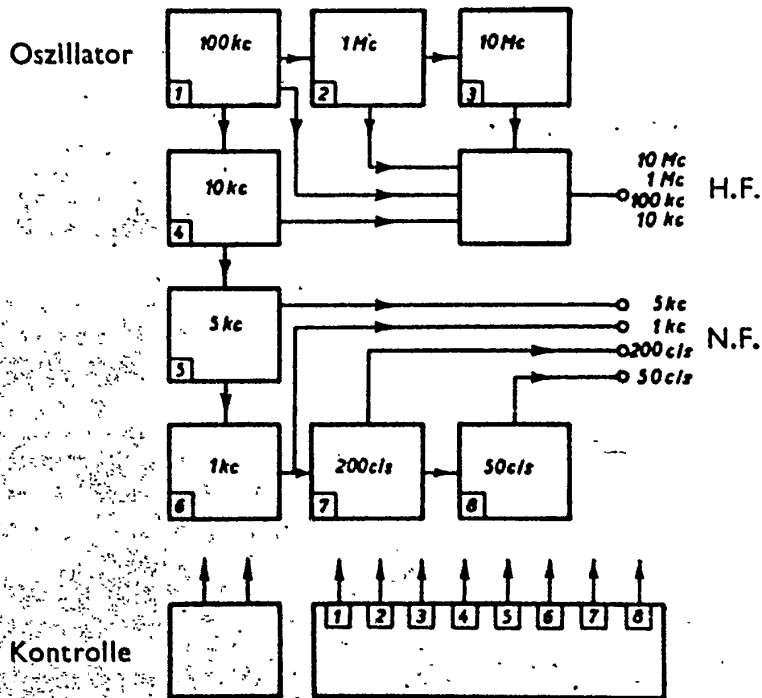 Oszillator
100 kc
1 Mc
10 Mc
1
2
3
10 kc
4
10 Mc
1 Mc
100 kc
10 kc
H.F.
5 kc
5
5 kc
1 kc
200 c/s
50 c/s
N.F.
1 kc
200 c/s
50 c/s
6
7
8
1 2 3 4 5 6 7 8
Kontrolle